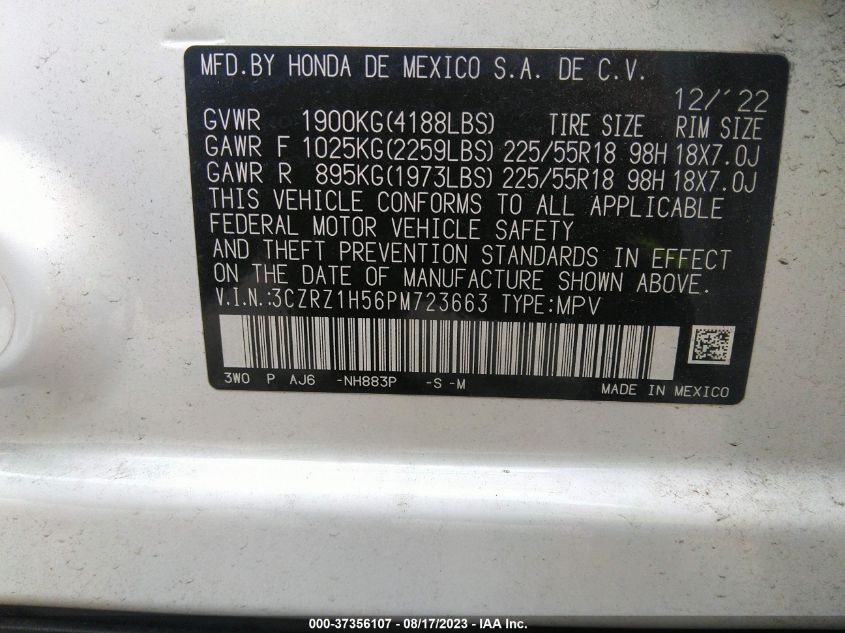 MFD.BY HONDA DE MEXICO S.A. DE C.V.
12/'22
GVWR 1900KG(4188LBS) TIRE SIZE RIM SIZE
GAWR F 1025KG(2259LBS) 225/55R18 98H 18X7.0J
GAWR R 895KG(1973LBS) 225/55R18 98H 18X7.0J
THIS VEHICLE CONFORMS TO ALL APPLICABLE
FEDERAL MOTOR VEHICLE SAFETY
AND THEFT PREVENTION STANDARDS IN EFFECT
ON THE DATE OF MANUFACTURE SHOWN ABOVE.
V.I.N.:3CZRZ1H56PM723663 TYPE:MPV
3W0 P AJ6 -NH883P -S -M
MADE IN MEXICO
000-37356107 - 08/17/2023 - IAA Inc.